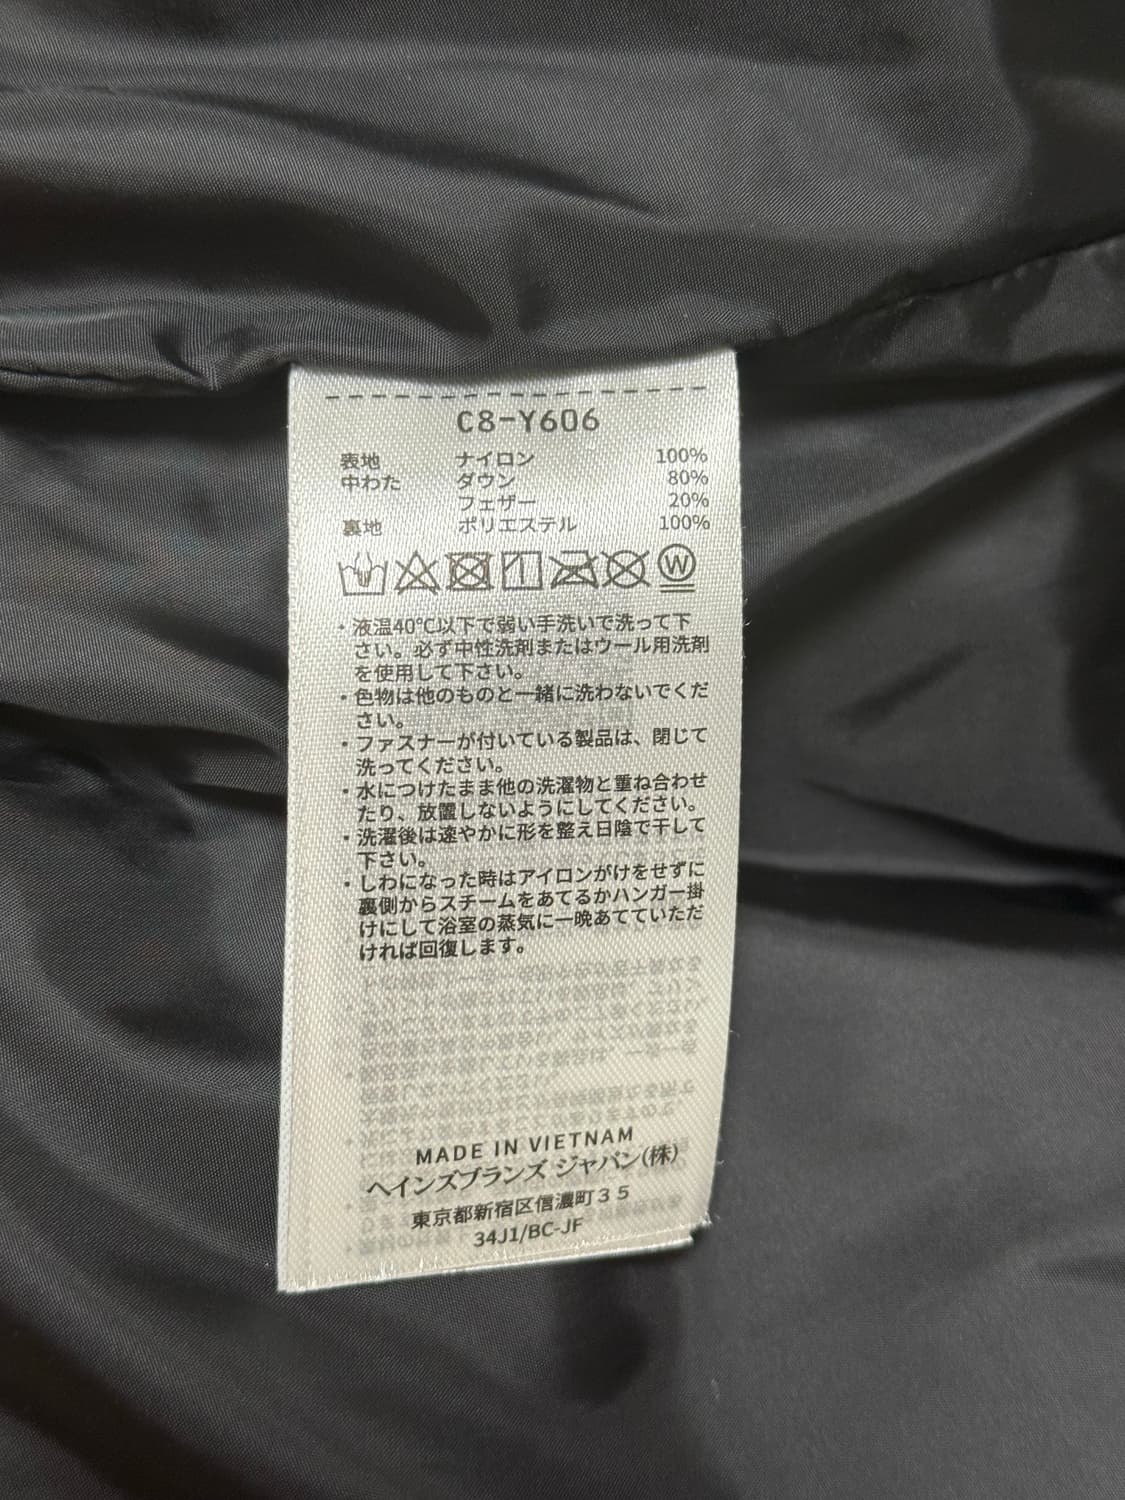 C8-Y606
表地 ナイロン 100%
中わた ダウン 80%
フェザー 20%
裏地 ポリエステル 100%
W
・液温40℃以下で弱い手洗いで洗って下
さい。必ず中性洗剤またはウール用洗剤
を使用して下さい。
・色物は他のものと一緒に洗わないでくだ
さい。
・ファスナーが付いている製品は、閉じて
洗ってください。
・水につけたまま他の洗濯物と重ね合わせ
たり、放置しないようにしてください。
・洗濯後は速やかに形を整え日陰で干して
下さい。
・しわになった時はアイロンがけをせずに
裏側からスチームをあてるかハンガー掛
けにして浴室の蒸気に一晩あてていただ
ければ回復します。
MADE IN VIETNAM
ヘインズブランズ ジャパン(株)
東京都新宿区信濃町35
34J1/BC-JF